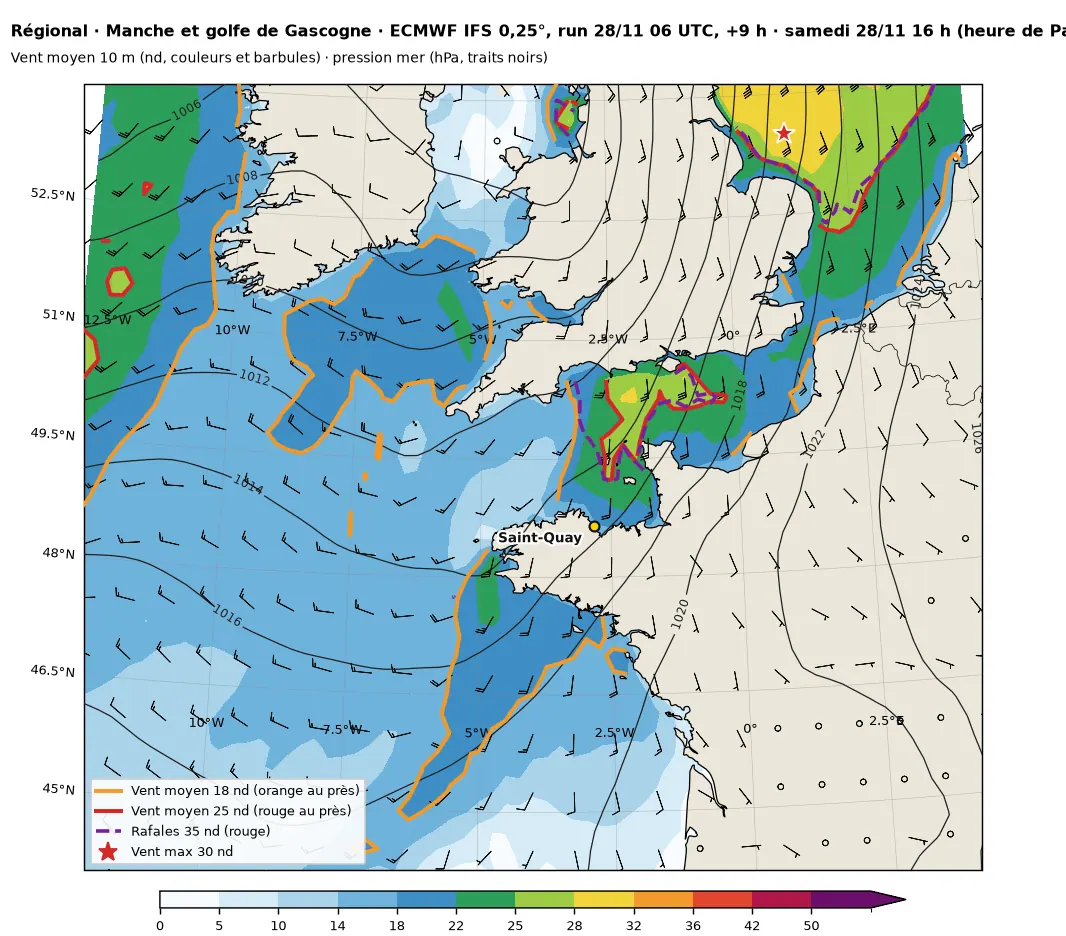 Régional · Manche et golfe de Gascogne · ECMWF IFS 0,25°, run 28/11 06 UTC, +9 h · samedi 28/11 16 h (heure de Pa
Vent moyen 10 m (nd, couleurs et barbules) · pression mer (hPa, traits noirs)
1006
1008
52.5°N
51°N
12.5°W
10°W
7.5°W
5°W
2.5°W
0°
2.5°E
1024
1012
1018
1022
1026
49.5°N
1014
48°N
Saint-Quay
1016
1020
46.5°N
10°W
7.5°W
5°W
2.5°W
0°
2.5°E
45°N
Vent moyen 18 nd (orange au près)
Vent moyen 25 nd (rouge au près)
Rafales 35 nd (rouge)
Vent max 30 nd
0 5 10 14 18 22 25 28 32 36 42 50